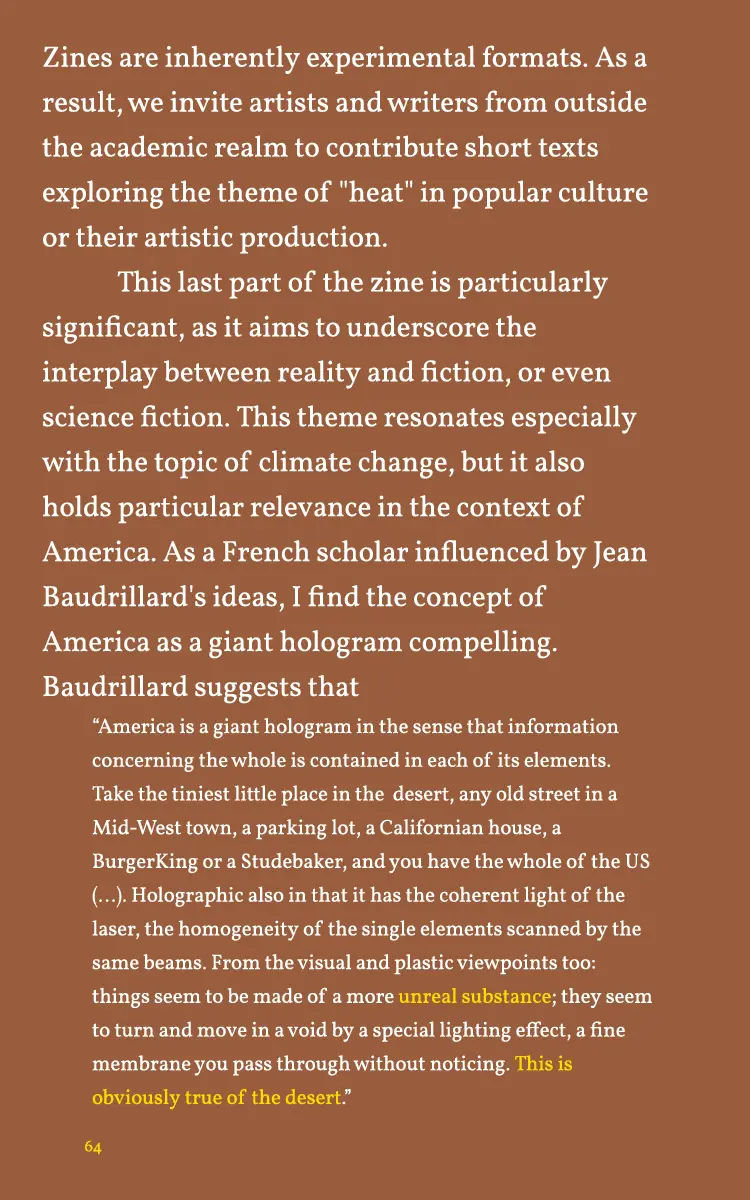 Zines are inherently experimental formats. As a
result, we invite artists and writers from outside
the academic realm to contribute short texts
exploring the theme of "heat" in popular culture
or their artistic production.
This last part of the zine is particularly
significant, as it aims to underscore the
interplay between reality and fiction, or even
science fiction. This theme resonates especially
with the topic of climate change, but it also
holds particular relevance in the context of
America. As a French scholar influenced by Jean
Baudrillard's ideas, I find the concept of
America as a giant hologram compelling.
Baudrillard suggests that
“America is a giant hologram in the sense that information
concerning the whole is contained in each of its elements.
Take the tiniest little place in the desert, any old street in a
Mid-West town, a parking lot, a Californian house, a
BurgerKing or a Studebaker, and you have the whole of the US
(…). Holographic also in that it has the coherent light of the
laser, the homogeneity of the single elements scanned by the
same beams. From the visual and plastic viewpoints too:
things seem to be made of a more unreal substance; they seem
to turn and move in a void by a special lighting effect, a fine
membrane you pass through without noticing. This is
obviously true of the desert.”
64